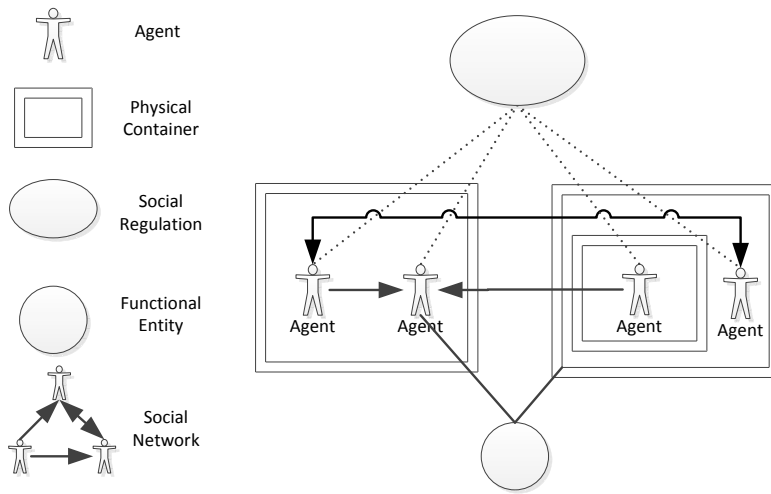 Agent
Physical
Container
Social
Regulation
Functional
Entity
Social
Network
Agent
Agent
Agent
Agent